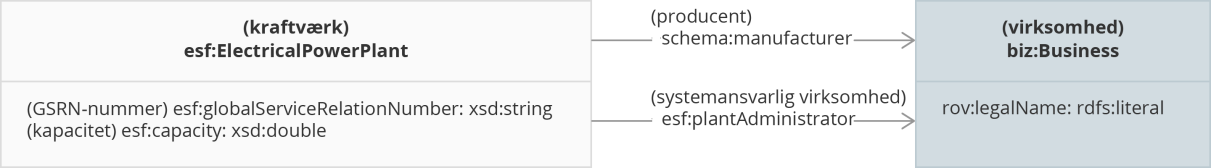 (kraftværk)
esf:ElectricalPowerPlant
(GSRN-nummer) esf:globalServiceRelationNumber: xsd:string
(kapacitet) esf:capacity: xsd:double
(producent)
schema:manufacturer
(systemansvarlig virksomhed)
esf:plantAdministrator
(virksomhed)
biz:Business
rov:legalName: rdfs:literal